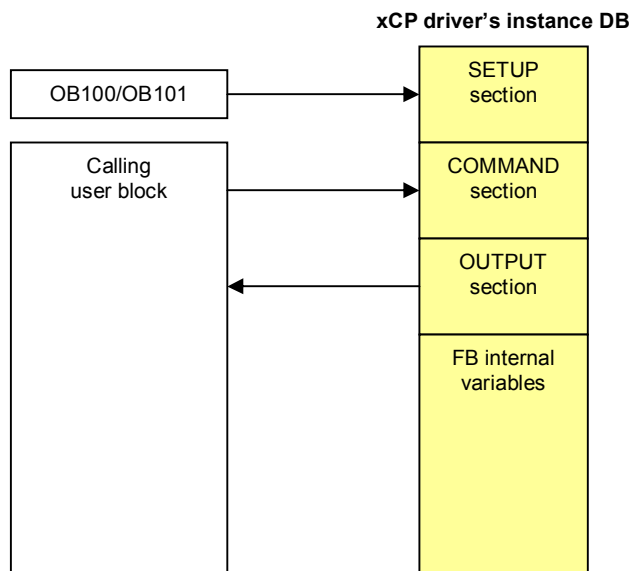 xCP driver's instance DB
OB100/OB101
SETUP
section
Calling
user block
COMMAND
section
OUTPUT
section
FB internal
variables